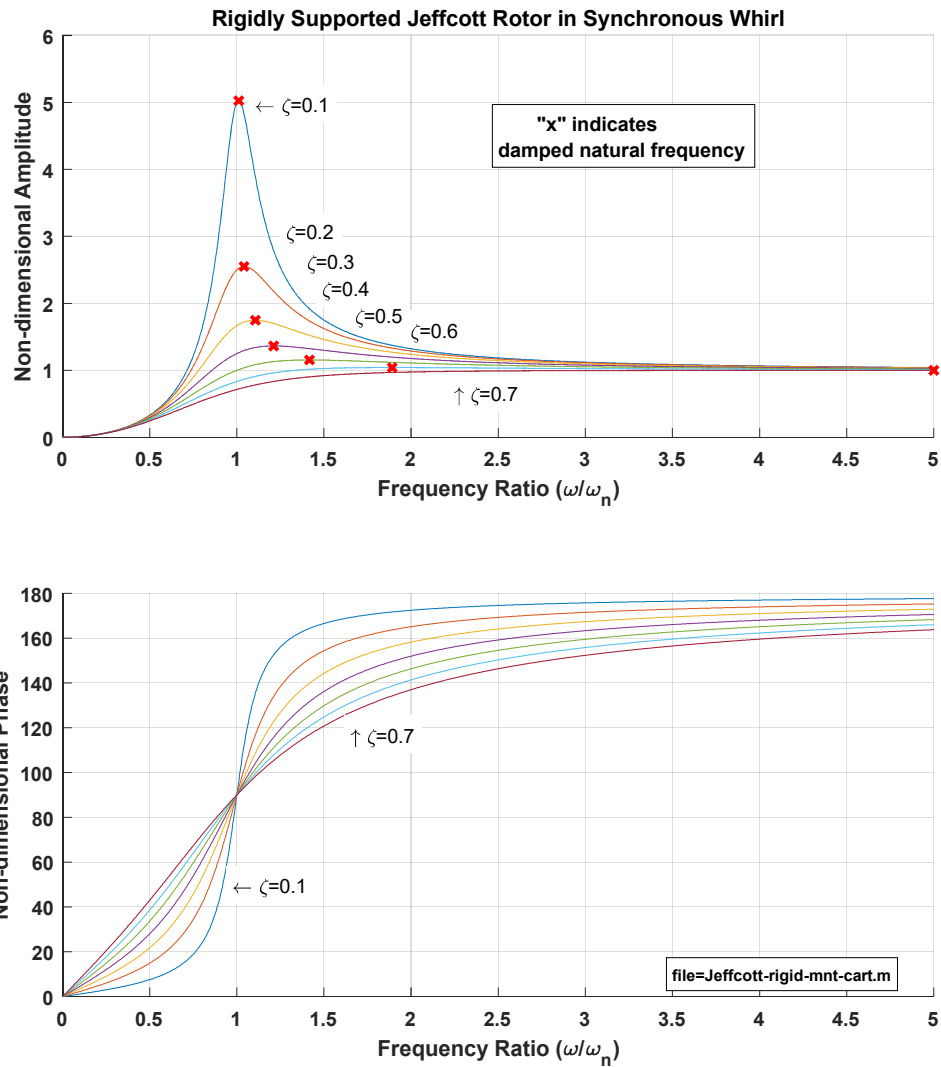 Rigidly Supported Jeffcott Rotor in Synchronous Whirl
Non-dimensional Amplitude
6
5
4
3
2
1
0
← ζ=0.1
"x" indicates
damped natural frequency
ζ=0.2
ζ=0.3
ζ=0.4
ζ=0.5
ζ=0.6
↑ ζ=0.7
0 0.5 1 1.5 2 2.5 3 3.5 4 4.5 5
Frequency Ratio (ω/ωn)
Non-dimensional Phase
180
160
140
120
100
80
60
40
20
0
↑ ζ=0.7
← ζ=0.1
file=Jeffcott-rigid-mnt-cart.m
0 0.5 1 1.5 2 2.5 3 3.5 4 4.5 5
Frequency Ratio (ω/ωn)